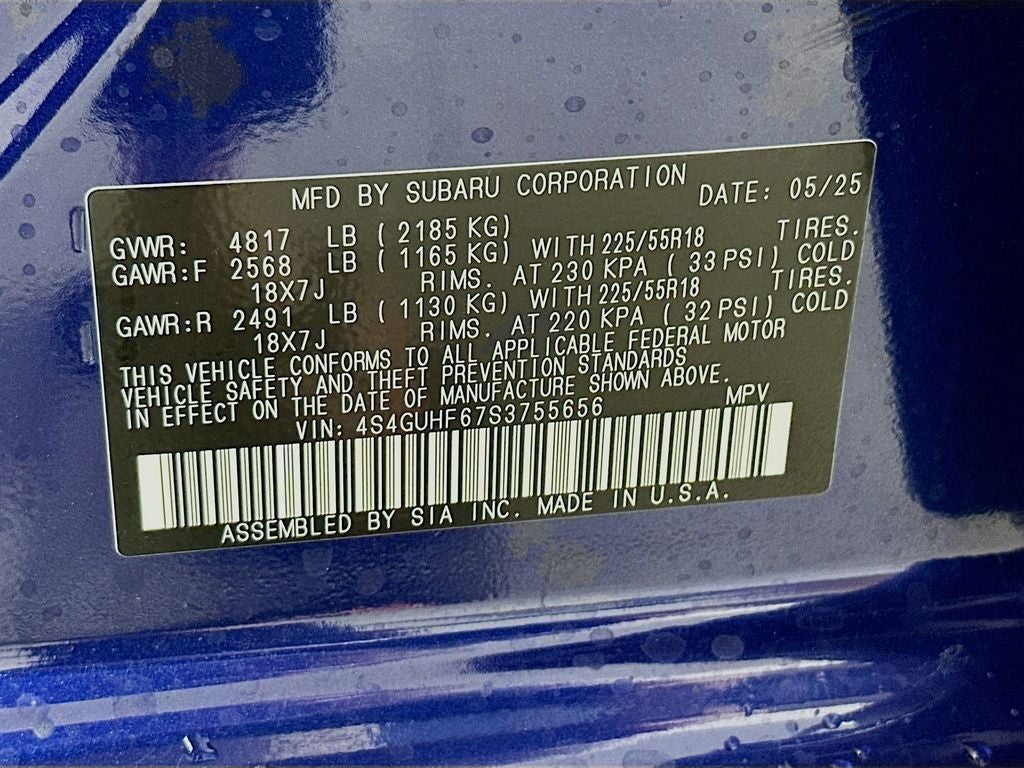 MFD BY SUBARU CORPORATION DATE: 05/25
GVWR: 4817 LB ( 2185 KG)
GAWR:F 2568 LB ( 1165 KG) WITH 225/55R18 TIRES.
18X7J RIMS. AT 230 KPA ( 33 PSI) COLD
GAWR:R 2491 LB ( 1130 KG) WITH 225/55R18 TIRES.
18X7J RIMS. AT 220 KPA ( 32 PSI) COLD
THIS VEHICLE CONFORMS TO ALL APPLICABLE FEDERAL MOTOR
VEHICLE SAFETY AND THEFT PREVENTION STANDARDS
IN EFFECT ON THE DATE OF MANUFACTURE SHOWN ABOVE.
VIN: 4S4GUHF67S3755656 MPV
ASSEMBLED BY SIA INC. MADE IN U.S.A.